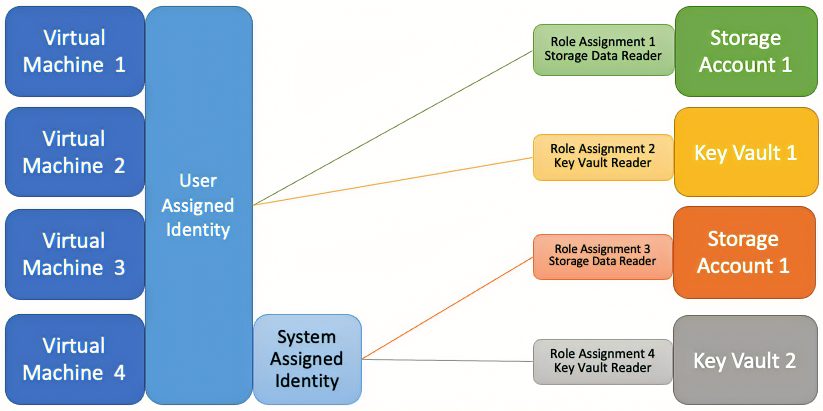 Virtual
Machine 1
Virtual
Machine 2
Virtual
Machine 3
Virtual
Machine 4
User
Assigned
Identity
System
Assigned
Identity
Role Assignment 1
Storage Data Reader
Storage
Account 1
Role Assignment 2
Key Vault Reader
Key Vault 1
Role Assignment 3
Storage Data Reader
Storage
Account 1
Role Assignment 4
Key Vault Reader
Key Vault 2